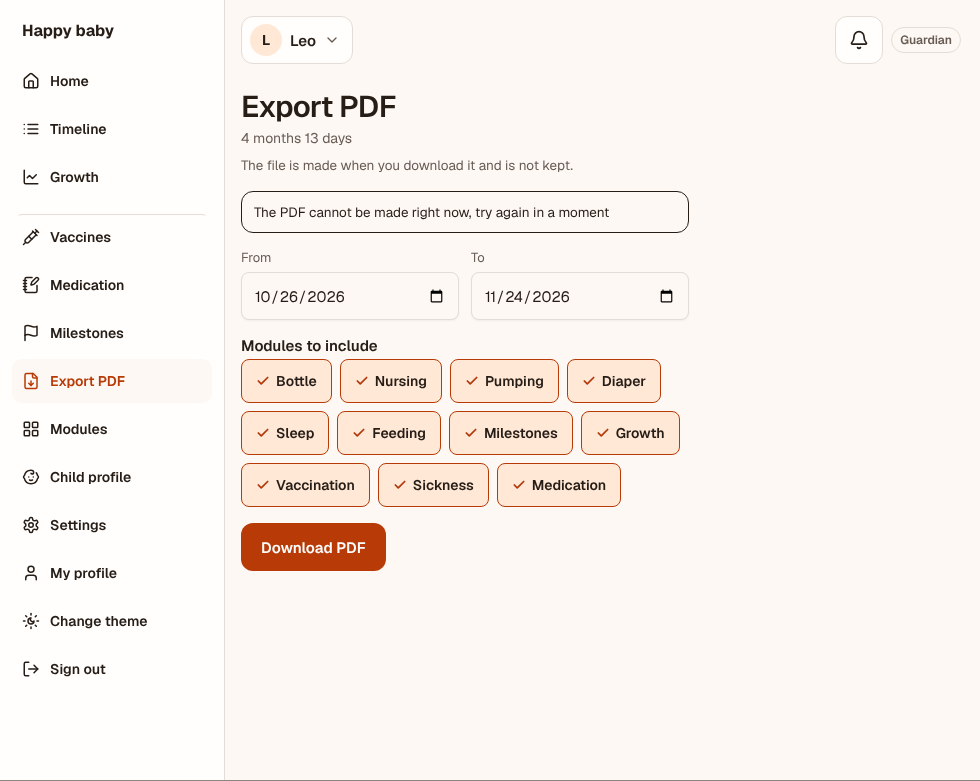 Happy baby
Home
Timeline
Growth
Vaccines
Medication
Milestones
Export PDF
Modules
Child profile
Settings
My profile
Change theme
Sign out
L Leo
Guardian
Export PDF
4 months 13 days
The file is made when you download it and is not kept.
The PDF cannot be made right now, try again in a moment
From To
10/26/2026 11/24/2026
Modules to include
Bottle Nursing Pumping Diaper
Sleep Feeding Milestones Growth
Vaccination Sickness Medication
Download PDF